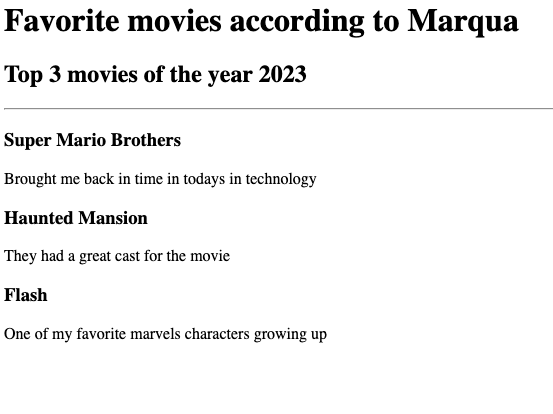 Favorite movies according to Marqua
Top 3 movies of the year 2023
Super Mario Brothers
Brought me back in time in todays in technology
Haunted Mansion
They had a great cast for the movie
Flash
One of my favorite marvels characters growing up